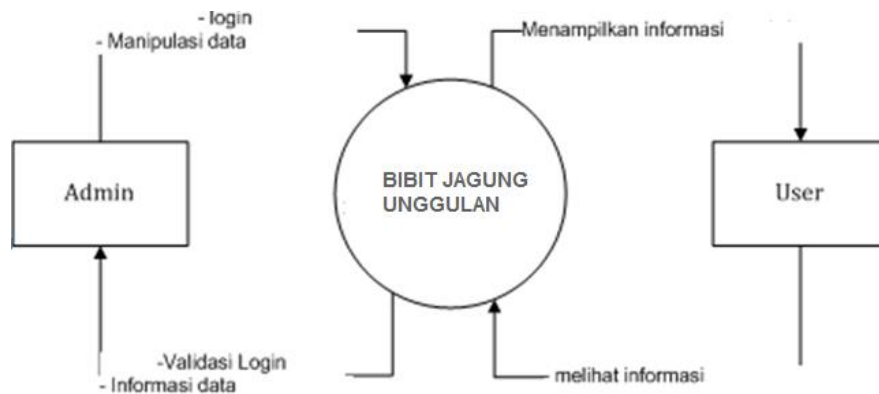 - login
- Manipulasi data
Menampilkan informasi
Admin
BIBIT JAGUNG
UNGGULAN
User
-Validasi Login
- Informasi data
melihat informasi